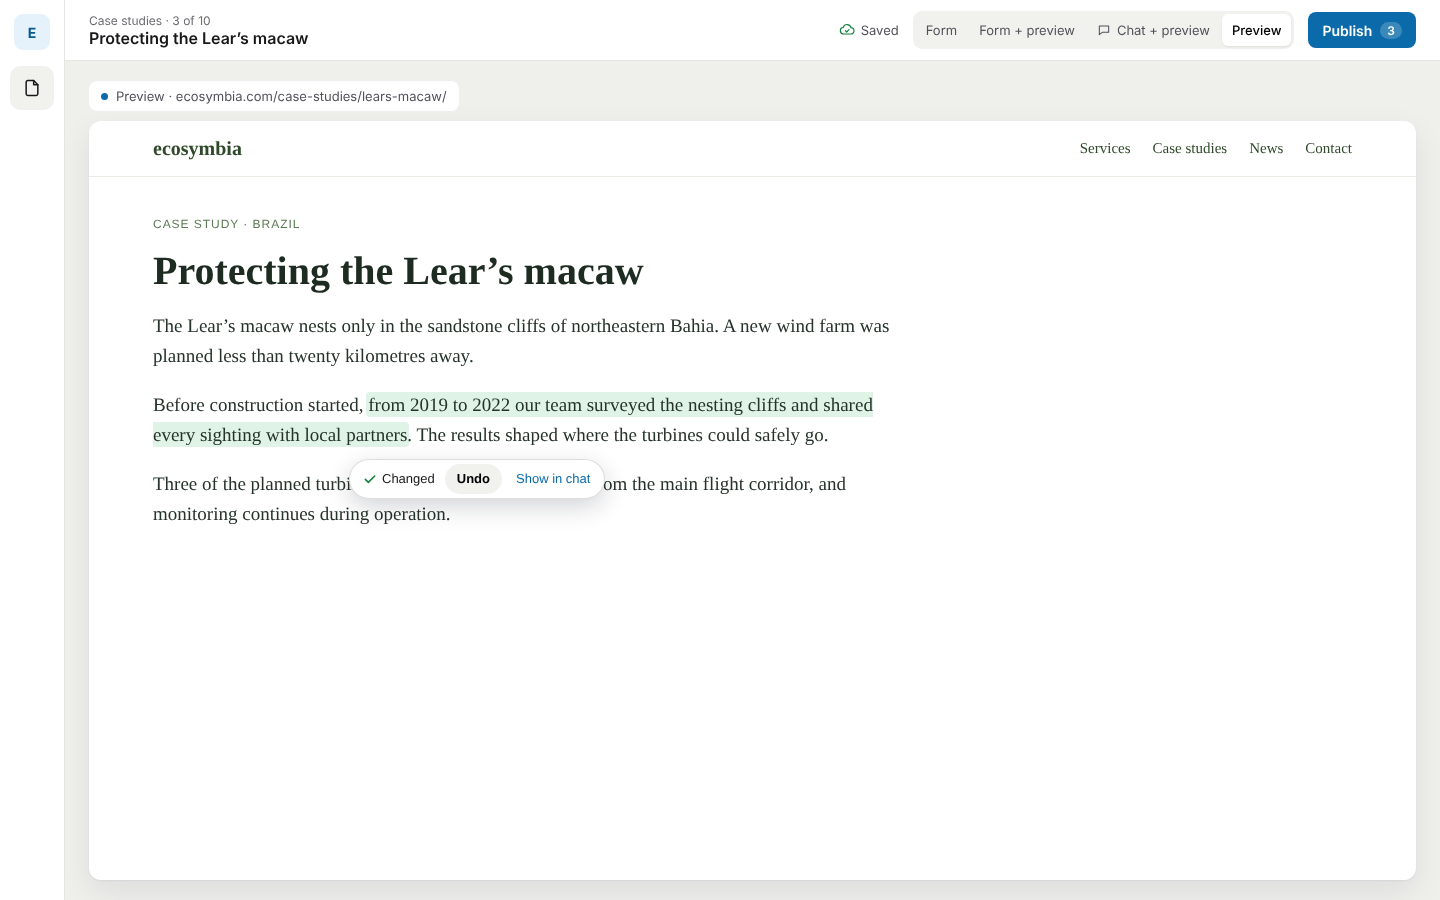 E
Case studies · 3 of 10
Protecting the Lear’s macaw
Saved
Form
Form + preview
Chat + preview
Preview
Publish 3
Preview · ecosymbia.com/case-studies/lears-macaw/
ecosymbia
Services
Case studies
News
Contact
CASE STUDY · BRAZIL
Protecting the Lear’s macaw
The Lear’s macaw nests only in the sandstone cliffs of northeastern Bahia. A new wind farm was
planned less than twenty kilometres away.
Before construction started, from 2019 to 2022 our team surveyed the nesting cliffs and shared
every sighting with local partners. The results shaped where the turbines could safely go.
Changed
Undo
Show in chat
Three of the planned the main flight corridor, and
monitoring continues during operation.